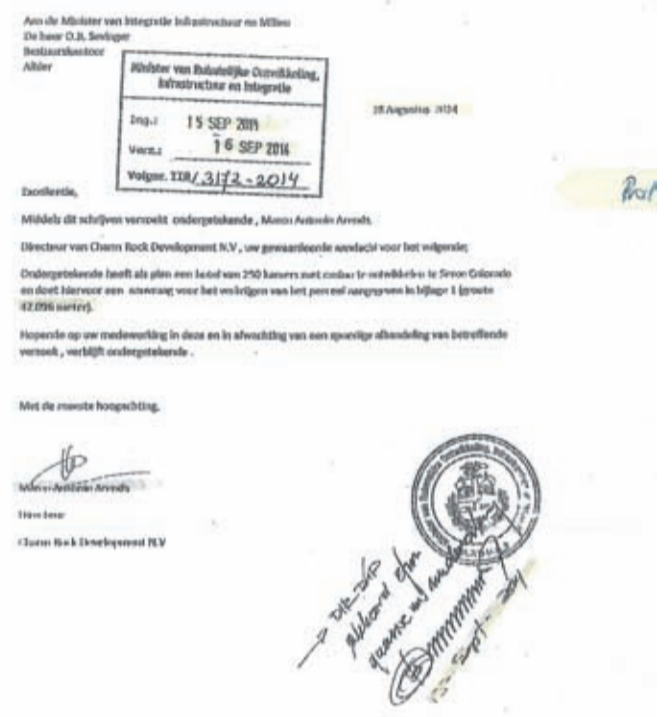 Aan de Minister van Integratie Infrastructuur en Milieu
De heer O.B. Sevinger
Bestuurskantoor
Alhier
Minister van Ruimtelijke Ontwikkeling,
Infrastructuur en Integratie
Ing.: 15 SEP 2014
Verz.: 16 SEP 2014
Volgnr. 3172-2014
28 Augustus 2014
Excellentie,
Middels dit schrijven verzoekt ondergetekende, Marco Antonio Arends
Directeur van Charm Rock Development N.V, uw gewaardeerde aandacht voor het volgende;
Ondergetekende heeft als plan een hotel van 250 kamers met casino te ontwikkelen te Seroe Colorado
en doet hiervoor een aanvraag voor het verkrijgen van het perceel aangegeven in bijlage 1 (groote
42.096 meter).
Hopende op uw medewerking in deze en in afwachting van een spoedige afhandeling van betreffende
verzoek, verblijft ondergetekende.
Met de meeste hoogachting,
Antonio Arends
Directeur
Charm Rock Development N.V
→ DIP
akkoord
Sept.